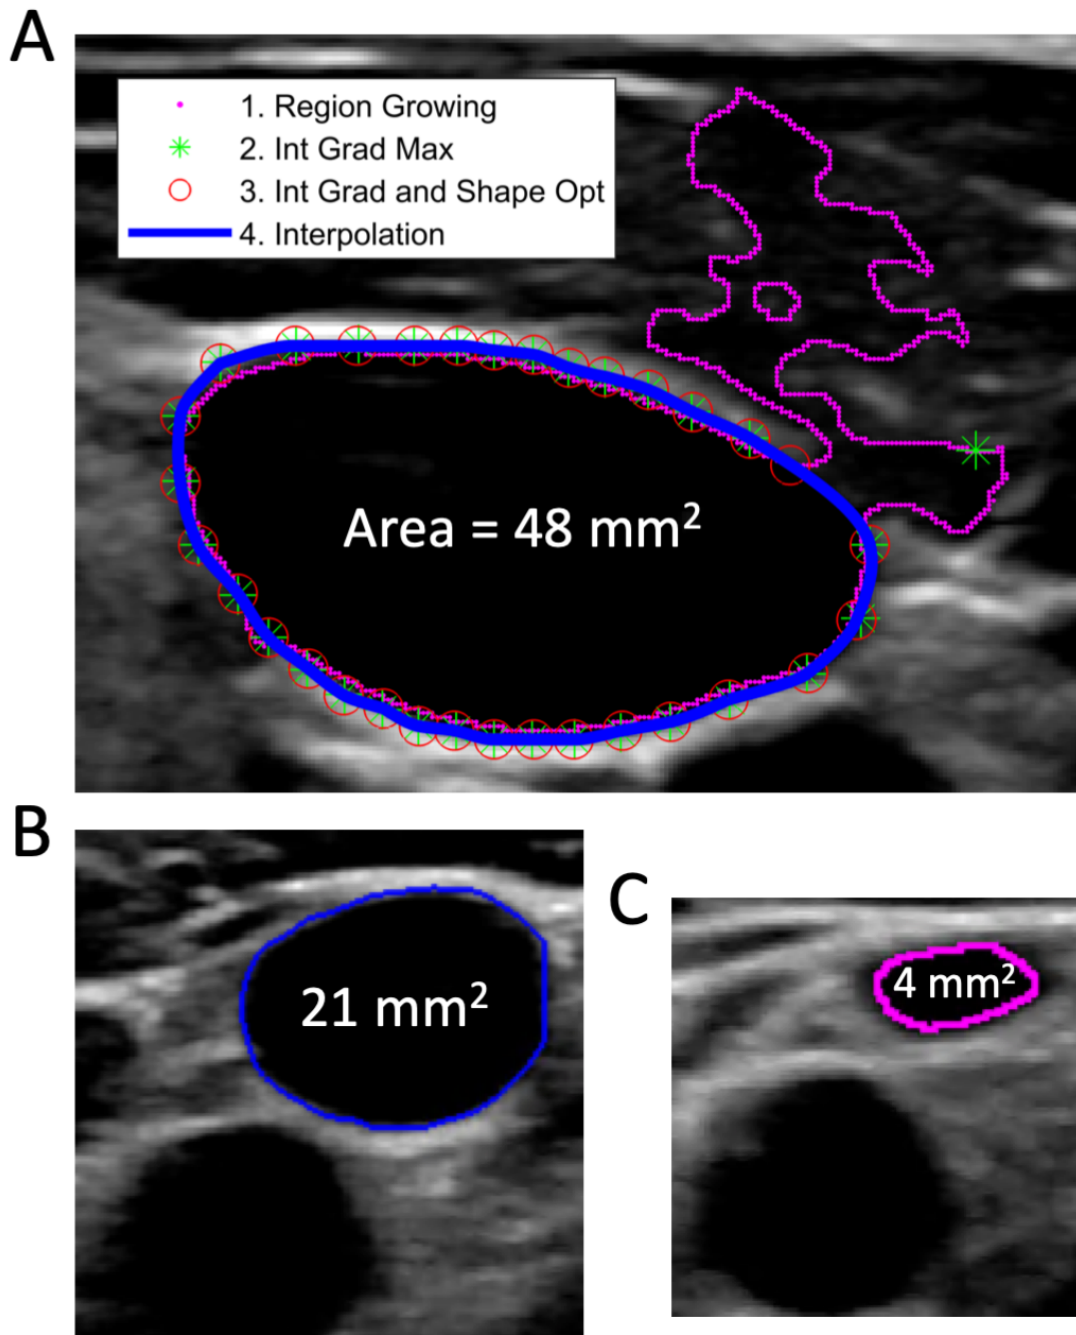 A
1. Region Growing
2. Int Grad Max
3. Int Grad and Shape Opt
4. Interpolation
Area = 48 mm²
B
21 mm²
C
4 mm²